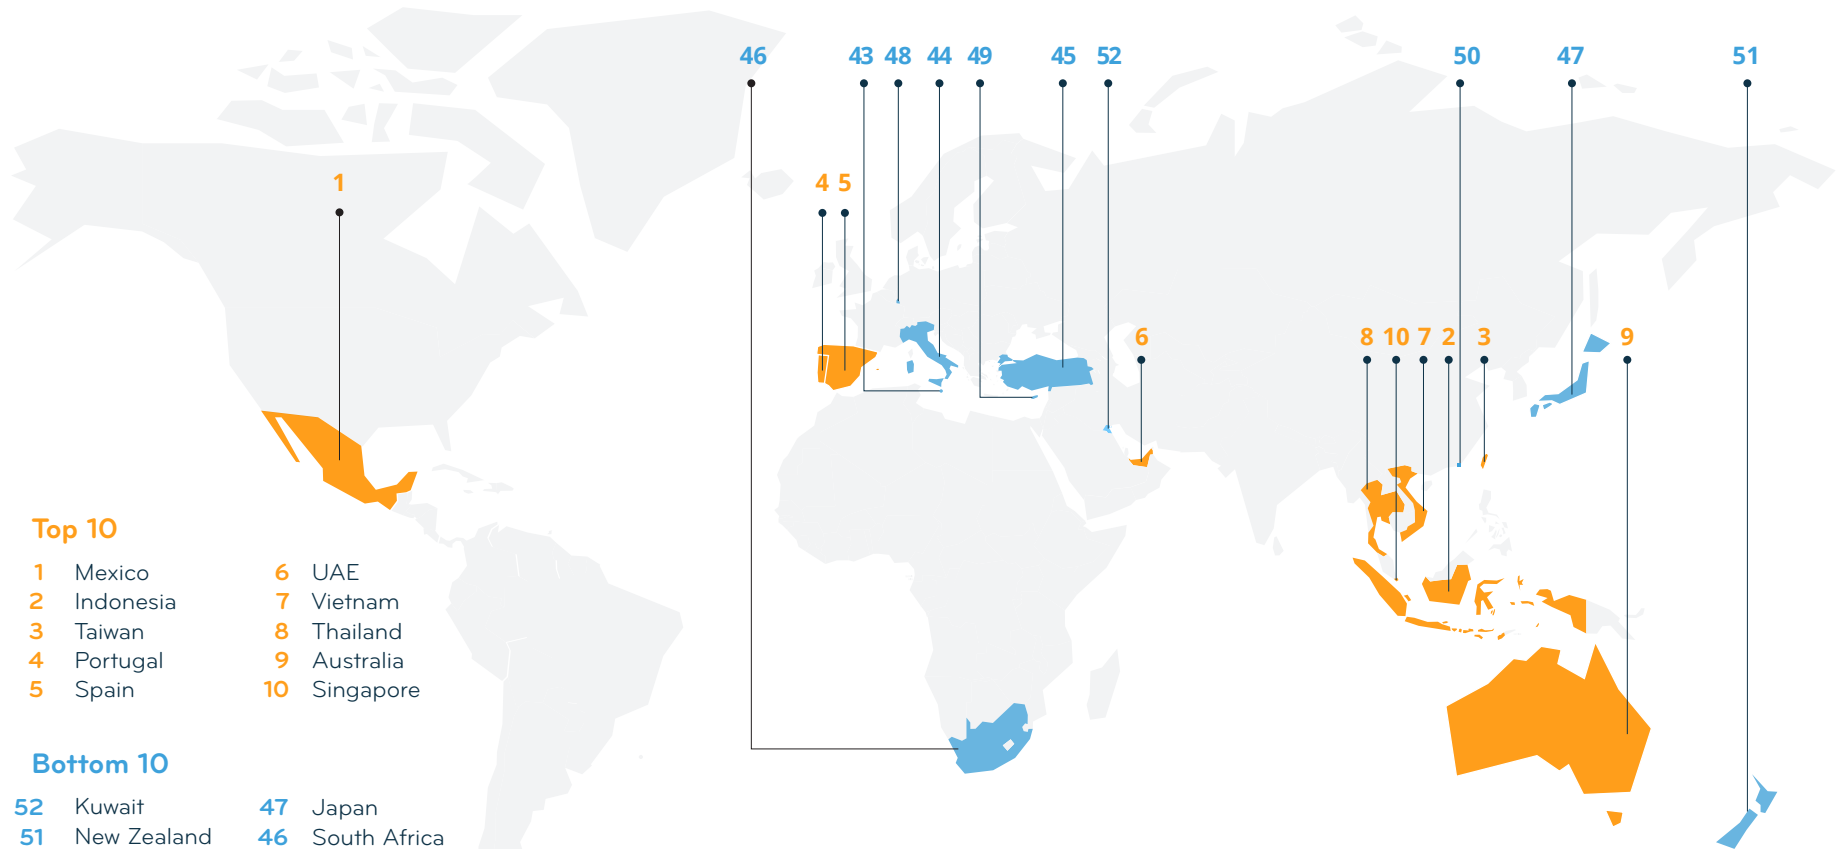 46 43 48 44 49 45 52 50 47 51
1 4 5
6 8 10 7 2 3 9
Top 10
1 Mexico 6 UAE
2 Indonesia 7 Vietnam
3 Taiwan 8 Thailand
4 Portugal 9 Australia
5 Spain 10 Singapore
Bottom 10
52 Kuwait 47 Japan
51 New Zealand 46 South Africa